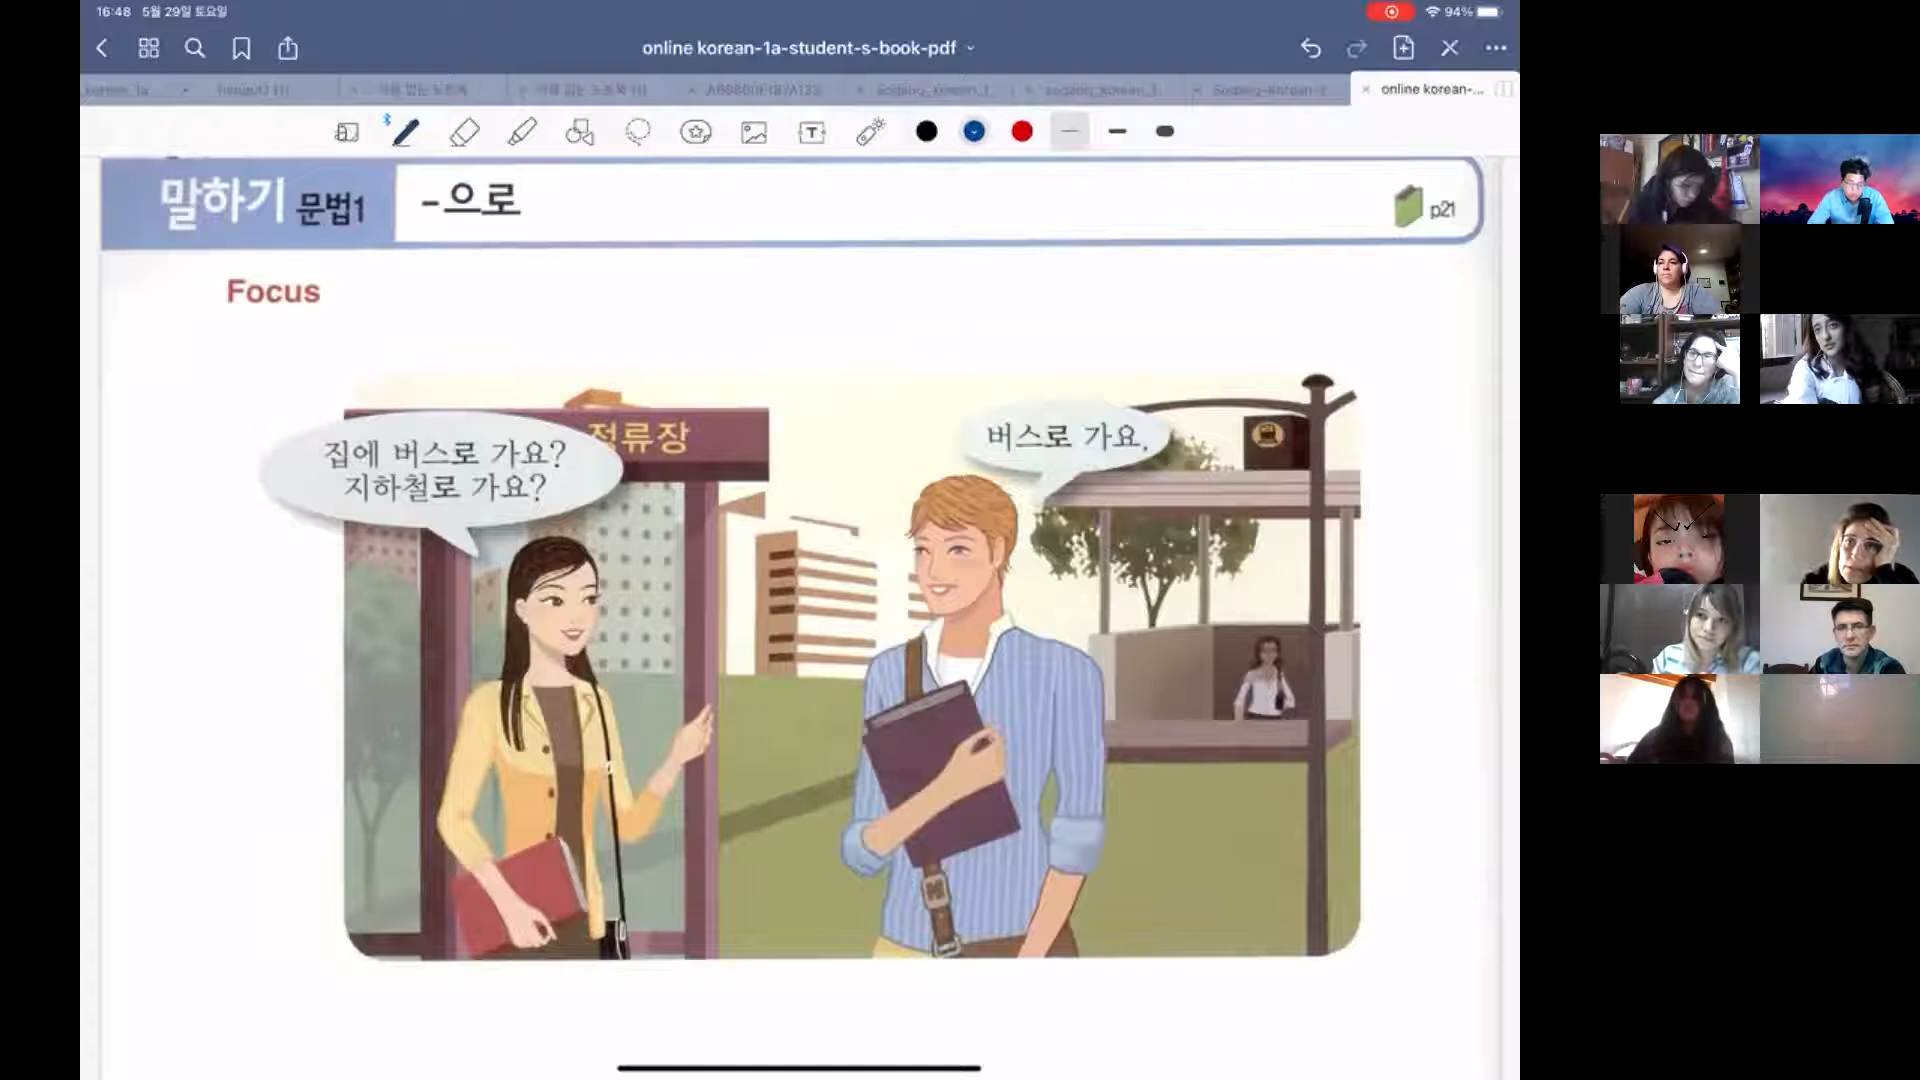 16:48 5월 29일 토요일
94%
online korean-1a-student-s-book-pdf
online korean-...
말하기 문법1 -으로
p21
Focus
정류장
집에 버스로 가요?
지하철로 가요?
버스로 가요.